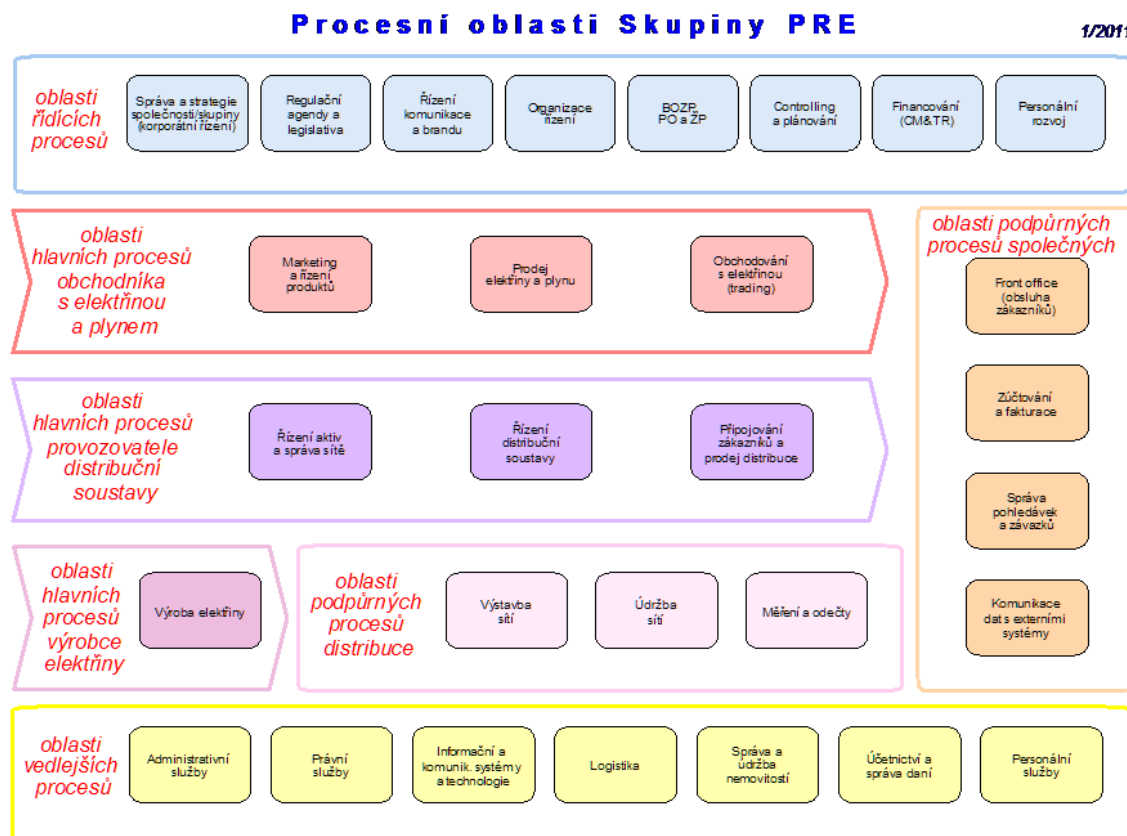 Procesní oblasti Skupiny PRE
1/2011
oblasti
řídících
procesů
Správa a strategie
společnosti/skupiny
(korporátní řízení)
Regulační
agendy a
legislativa
Řízení
komunikace
a brandu
Organizace
řízení
BOZP,
PO a ŽP
Controlling
a plánování
Financování
(CM&TR)
Personální
rozvoj
oblasti
hlavních procesů
obchodníka
s elektřinou
a plynem
Marketing
a řízení
produktů
Prodej
elektřiny a plynu
Obchodování
s elektřinou
(trading)
oblasti podpůrných
procesů společných
Front office
(obsluha
zákazníků)
Zúčtování
a fakturace
Správa
pohledávek
a závazků
Komunikace
dat s externími
systémy
oblasti
hlavních procesů
provozovatele
distribuční
soustavy
Řízení aktiv
a správa sítě
Řízení
distribuční
soustavy
Připojování
zákazníků a
prodej distribuce
oblasti
hlavních
procesů
výrobce
elektřiny
Výroba elektřiny
oblasti
podpůrných
procesů
distribuce
Výstavba
sítí
Údržba
sítí
Měření a odečty
oblasti
vedlejších
procesů
Administrativní
služby
Právní
služby
Informační a
komunik. systémy
a technologie
Logistika
Správa a
údržba
nemovitostí
Účetnictví a
správa daní
Personální
služby